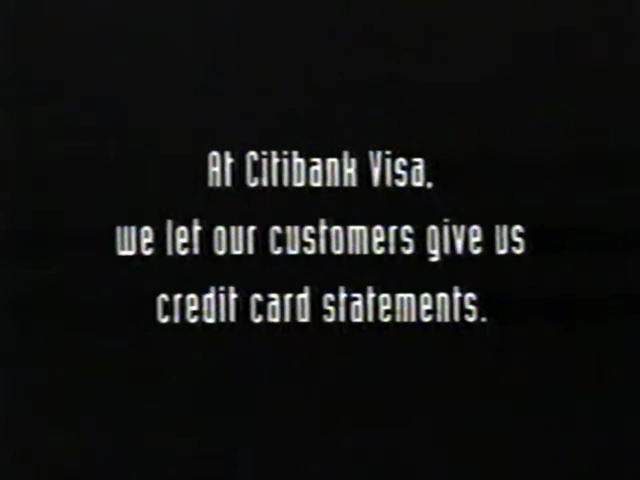 At Citibank Visa,
we let our customers give us
credit card statements.